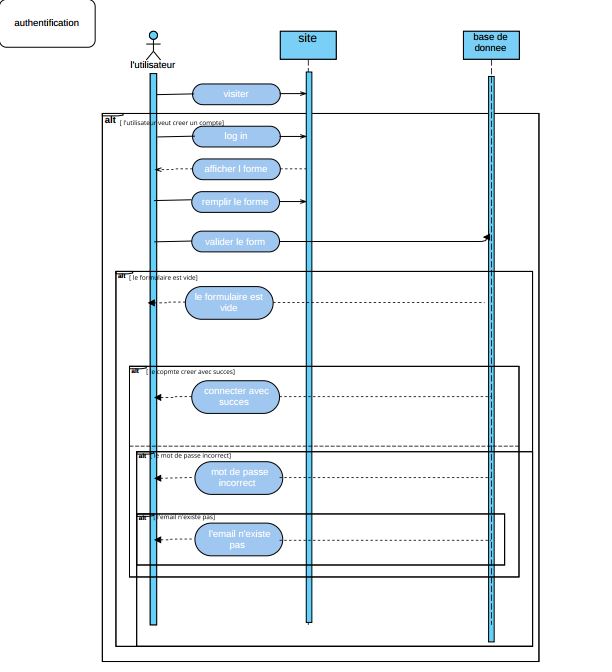 authentification
l'utilisateur
site
base de
donnee
visiter
alt [ l'utilisateur veut creer un compte]
log in
afficher l forme
remplir le forme
valider le form
alt [ le formulaire est vide]
le formulaire est
vide
alt [ le copmte creer avec succes]
connecter avec
succes
alt [le mot de passe incorrect]
mot de passe
incorrect
alt [l'email n'existe pas]
l'email n'existe
pas